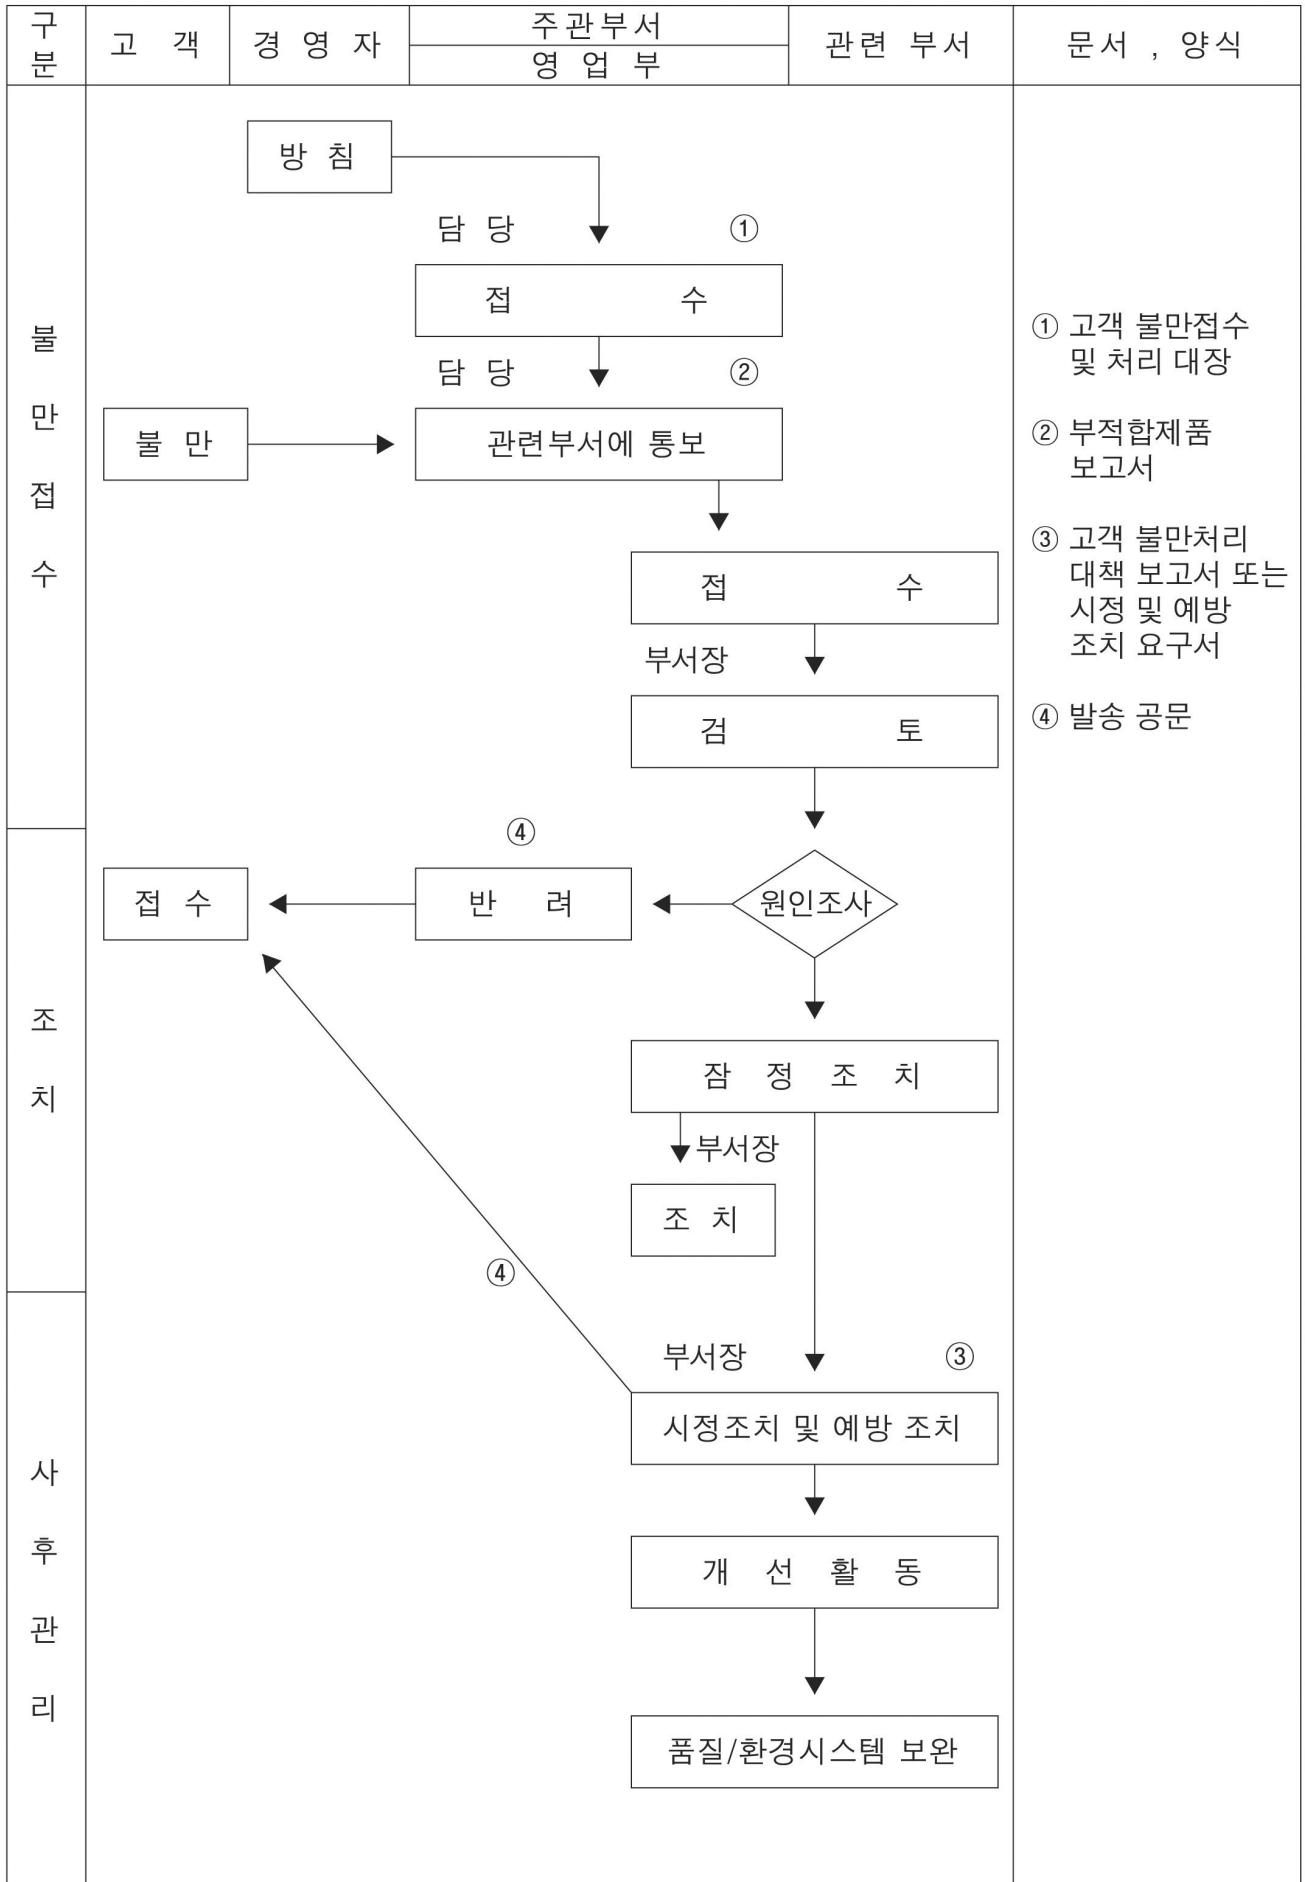 구분
고 객
경 영 자
주관부서
영 업 부
관련 부서
문서 , 양식
불만접수
방 침
담 당
①
접 수
담 당
②
불 만
관련부서에 통보
접 수
부서장
검 토
① 고객 불만접수
및 처리 대장
② 부적합제품
보고서
③ 고객 불만처리
대책 보고서 또는
시정 및 예방
조치 요구서
④ 발송 공문
조치
④
접 수
반 려
원인조사
잠 정 조 치
부서장
조 치
④
사후관리
부서장
③
시정조치 및 예방 조치
개 선 활 동
품질/환경시스템 보완